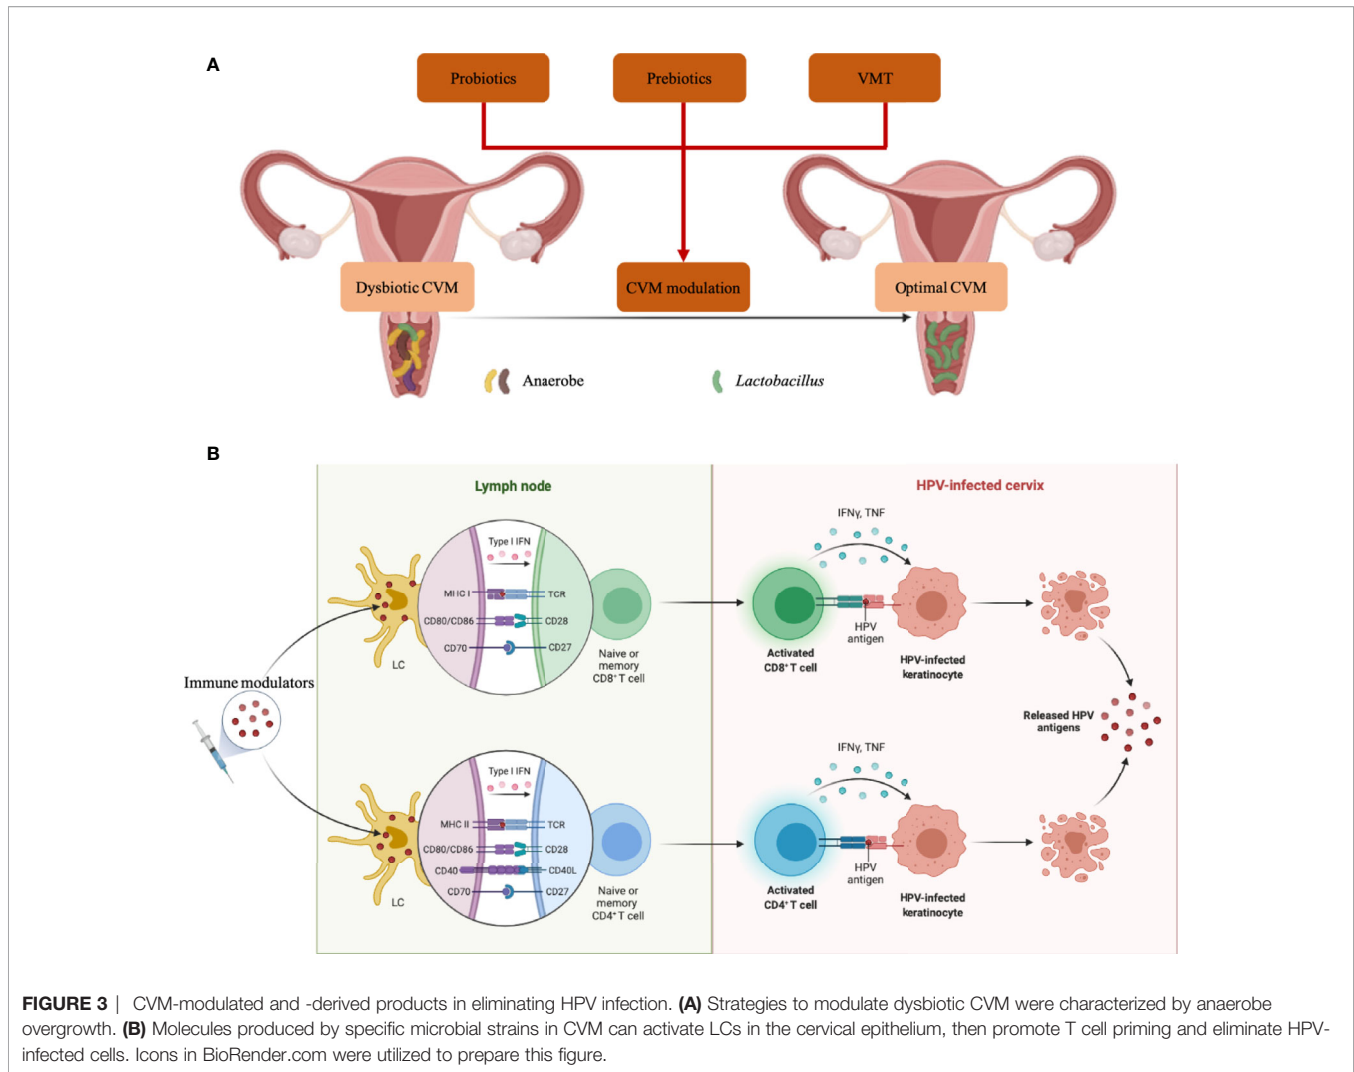 A
Probiotics
Prebiotics
VMT
Dysbiotic CVM
CVM modulation
Optimal CVM
Anaerobe
Lactobacillus
B
Lymph node
HPV-infected cervix
Immune modulators
LC
Type I IFN
MHC I
TCR
CD80/CD86
CD28
CD70
CD27
Naive or
memory
CD8⁺ T cell
IFNγ, TNF
HPV
antigen
Activated
CD8⁺ T cell
HPV-infected
keratinocyte
Released HPV
antigens
LC
Type I IFN
MHC II
TCR
CD80/CD86
CD28
CD40
CD40L
CD70
CD27
Naive or
memory
CD4⁺ T cell
IFNγ, TNF
HPV
antigen
Activated
CD4⁺ T cell
HPV-infected
keratinocyte
FIGURE 3 | CVM-modulated and -derived products in eliminating HPV infection. (A) Strategies to modulate dysbiotic CVM were characterized by anaerobe
overgrowth. (B) Molecules produced by specific microbial strains in CVM can activate LCs in the cervical epithelium, then promote T cell priming and eliminate HPV-
infected cells. Icons in BioRender.com were utilized to prepare this figure.